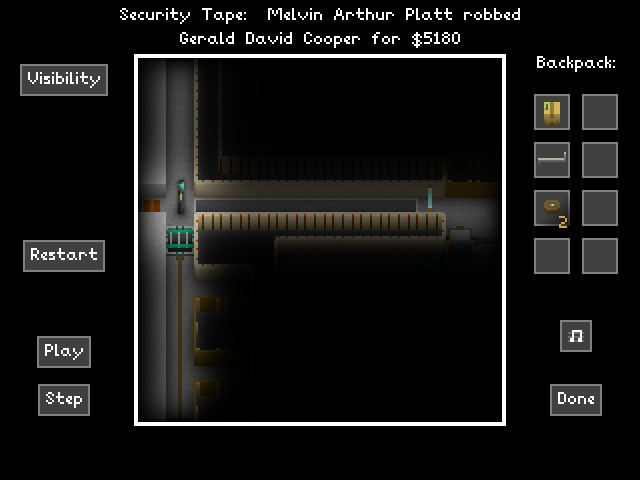 Security Tape:  Melvin Arthur Platt robbed
Gerald David Cooper for $5180
Visibility
Backpack:
2
Restart
Play
Step
Done